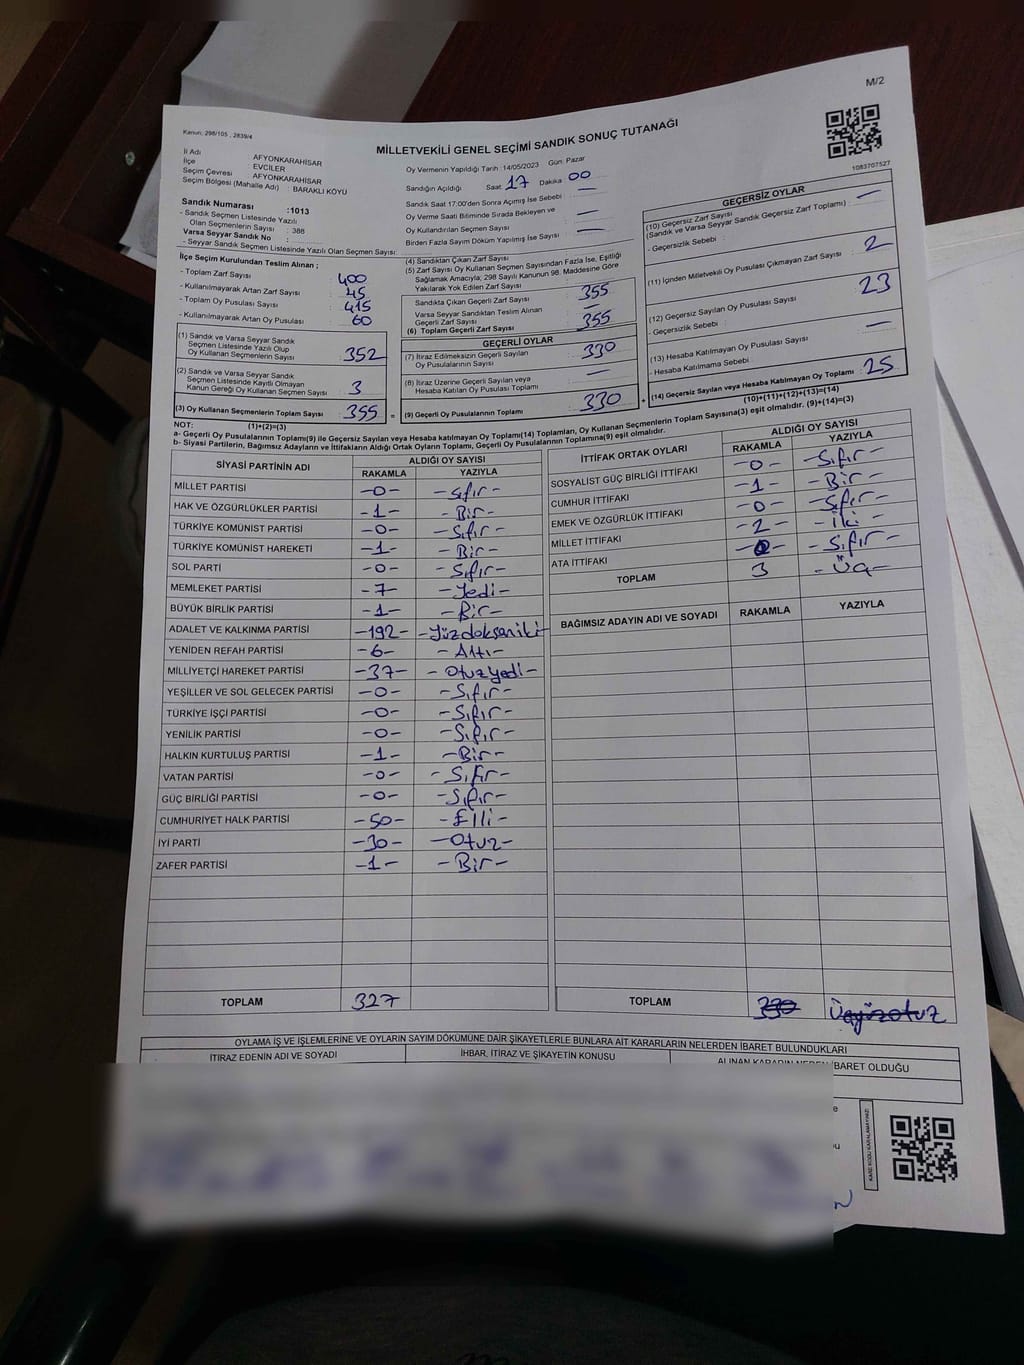 M/2
Kanun: 298/105 , 2839/4
MİLLETVEKİLİ GENEL SEÇİMİ SANDIK SONUÇ TUTANAĞI
1083707527
İl Adı : AFYONKARAHİSAR
İlçe : EVCİLER
Seçim Çevresi : AFYONKARAHİSAR
Seçim Bölgesi (Mahalle Adı) : BARAKLI KÖYÜ
Sandık Numarası :1013
- Sandık Seçmen Listesinde Yazılı
Olan Seçmenlerin Sayısı : 388
Varsa Seyyar Sandık No :
- Seyyar Sandık Seçmen Listesinde Yazılı Olan Seçmen Sayısı:
Oy Vermenin Yapıldığı Tarih : 14/05/2023 Gün: Pazar
Sandığın Açıldığı Saat 17 Dakika 00
Sandık Saat 17:00'den Sonra Açımış İse Sebebi : —
Oy Verme Saati Bitiminde Sırada Bekleyen ve
Oy Kullandırılan Seçmen Sayısı : —
Birden Fazla Sayım Döküm Yapılmış İse Sayısı : —
İlçe Seçim Kurulundan Teslim Alınan ;
- Toplam Zarf Sayısı : 400
- Kullanılmayarak Artan Zarf Sayısı : 45
- Toplam Oy Pusulası Sayısı : 415
- Kullanılmayarak Artan Oy Pusulası : 60
(1) Sandık ve Varsa Seyyar Sandık
Seçmen Listesinde Yazılı Olup
Oy Kullanan Seçmenlerin Sayısı : 352
(2) Sandık ve Varsa Seyyar Sandık
Seçmen Listesinde Kayıtlı Olmayan
Kanun Gereği Oy Kullanan Seçmen Sayısı : 3
(3) Oy Kullanan Seçmenlerin Toplam Sayısı : 355
(1)+(2)=(3)
(4) Sandıktan Çıkan Zarf Sayısı
(5) Zarf Sayısı Oy Kullanan Seçmen Sayısından Fazla İse, Eşitliği
Sağlamak Amacıyla; 298 Sayılı Kanunun 98. Maddesine Göre
Yakılarak Yok Edilen Zarf Sayısı :
Sandıkta Çıkan Geçerli Zarf Sayısı : 355
Varsa Seyyar Sandıktan Teslim Alınan
Geçerli Zarf Sayısı : —
(6) Toplam Geçerli Zarf Sayısı : 355
GEÇERLİ OYLAR
(7) İtiraz Edilmeksizin Geçerli Sayılan
Oy Pusulalarının Sayısı : 330
(8) İtiraz Üzerine Geçerli Sayılan veya
Hesaba Katılan Oy Pusulası Toplamı : —
= (9) Geçerli Oy Pusulalarının Toplamı : 330 +
GEÇERSİZ OYLAR
(10) Geçersiz Zarf Sayısı
(Sandık ve Varsa Seyyar Sandık Geçersiz Zarf Toplamı) : —
- Geçersizlik Sebebi :
(11) İçinden Milletvekili Oy Pusulası Çıkmayan Zarf Sayısı : 2
(12) Geçersiz Sayılan Oy Pusulası Sayısı : 23
- Geçersizlik Sebebi :
(13) Hesaba Katılmayan Oy Pusulası Sayısı : —
- Hesaba Katılmama Sebebi :
(14) Geçersiz Sayılan veya Hesaba Katılmayan Oy Toplamı : 25
(10)+(11)+(12)+(13)=(14)
NOT:
a- Geçerli Oy Pusulalarının Toplamı(9) ile Geçersiz Sayılan veya Hesaba katılmayan Oy Toplamı(14) Toplamları, Oy Kullanan Seçmenlerin Toplam Sayısına(3) eşit olmalıdır. (9)+(14)=(3)
b- Siyasi Partilerin, Bağımsız Adayların ve İttifakların Aldığı Ortak Oyların Toplamı, Geçerli Oy Pusulalarının Toplamına(9) eşit olmalıdır.
SİYASİ PARTİNİN ADI ALDIĞI OY SAYISI
RAKAMLA YAZIYLA
MİLLET PARTİSİ -0- -Sıfır-
HAK VE ÖZGÜRLÜKLER PARTİSİ -1- -Bir-
TÜRKİYE KOMÜNİST PARTİSİ -0- -Sıfır-
TÜRKİYE KOMÜNİST HAREKETİ -1- -Bir-
SOL PARTİ -0- -Sıfır-
MEMLEKET PARTİSİ -7- -Yedi-
BÜYÜK BİRLİK PARTİSİ -1- -Bir-
ADALET VE KALKINMA PARTİSİ -192- -Yüzdoksaniki-
YENİDEN REFAH PARTİSİ -6- -Altı-
MİLLİYETÇİ HAREKET PARTİSİ -37- -Otuzyedi-
YEŞİLLER VE SOL GELECEK PARTİSİ -0- -Sıfır-
TÜRKİYE İŞÇİ PARTİSİ -0- -Sıfır-
YENİLİK PARTİSİ -0- -Sıfır-
HALKIN KURTULUŞ PARTİSİ -1- -Bir-
VATAN PARTİSİ -0- -Sıfır-
GÜÇ BİRLİĞİ PARTİSİ -0- -Sıfır-
CUMHURİYET HALK PARTİSİ -50- -Elli-
İYİ PARTİ -30- -Otuz-
ZAFER PARTİSİ -1- -Bir-
TOPLAM 327
İTTİFAK ORTAK OYLARI ALDIĞI OY SAYISI
RAKAMLA YAZIYLA
SOSYALİST GÜÇ BİRLİĞİ İTTİFAKI -0- -Sıfır-
CUMHUR İTTİFAKI -1- -Bir-
EMEK VE ÖZGÜRLÜK İTTİFAKI -0- -Sıfır-
MİLLET İTTİFAKI -2- -İki-
ATA İTTİFAKI -0- -Sıfır-
TOPLAM 3 -Üç-
BAĞIMSIZ ADAYIN ADI VE SOYADI RAKAMLA YAZIYLA
TOPLAM 330 Üçyüzotuz
OYLAMA İŞ VE İŞLEMLERİNE VE OYLARIN SAYIM DÖKÜMÜNE DAİR ŞİKAYETLERLE BUNLARA AİT KARARLARIN NELERDEN İBARET BULUNDUKLARI
İTİRAZ EDENİN ADI VE SOYADI İHBAR, İTİRAZ VE ŞİKAYETİN KONUSU ALINAN KARARIN NEDEN İBARET OLDUĞU
KARE KODU KARALAMAYINIZ!